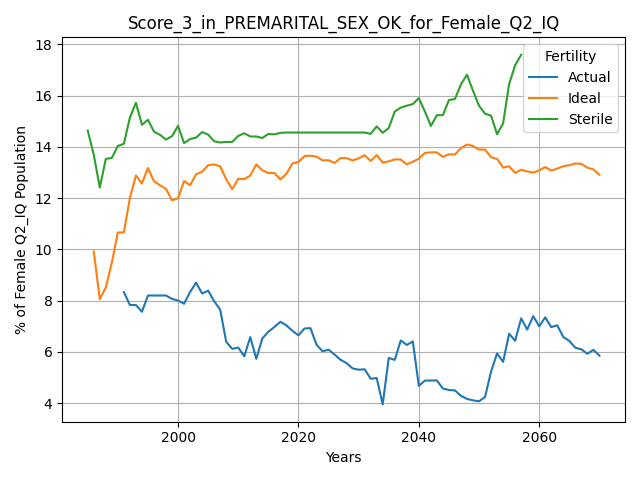 Score_3_in_PREMARITAL_SEX_OK_for_Female_Q2_IQ
% of Female Q2_IQ Population
18
16
14
12
10
8
6
4
Fertility
Actual
Ideal
Sterile
2000 2020 2040 2060
Years